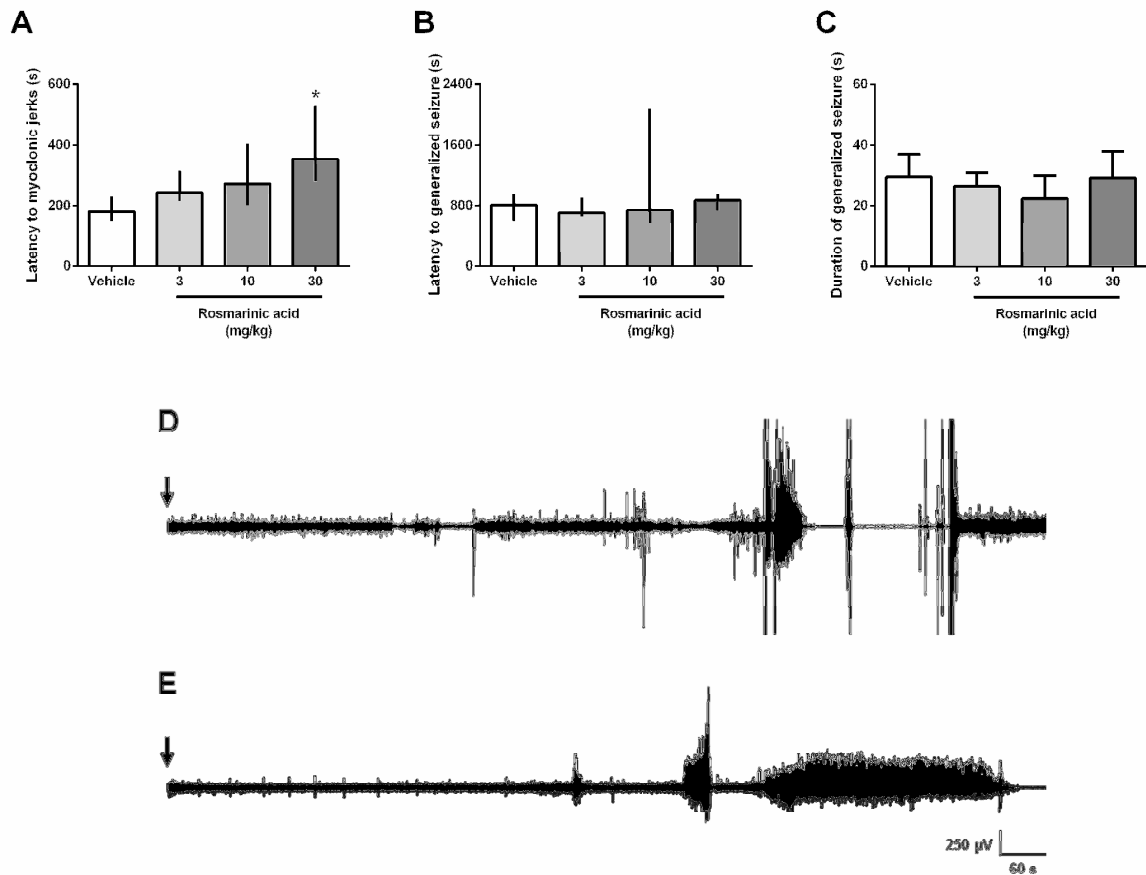 A
Latency to myoclonic jerks (s)
600
400
200
0
*
Vehicle 3 10 30
Rosmarinic acid
(mg/kg)
B
Latency to generalized seizure (s)
2400
1600
800
0
Vehicle 3 10 30
Rosmarinic acid
(mg/kg)
C
Duration of generalized seizure (s)
60
40
20
0
Vehicle 3 10 30
Rosmarinic acid
(mg/kg)
D
E
250 µV
60 s